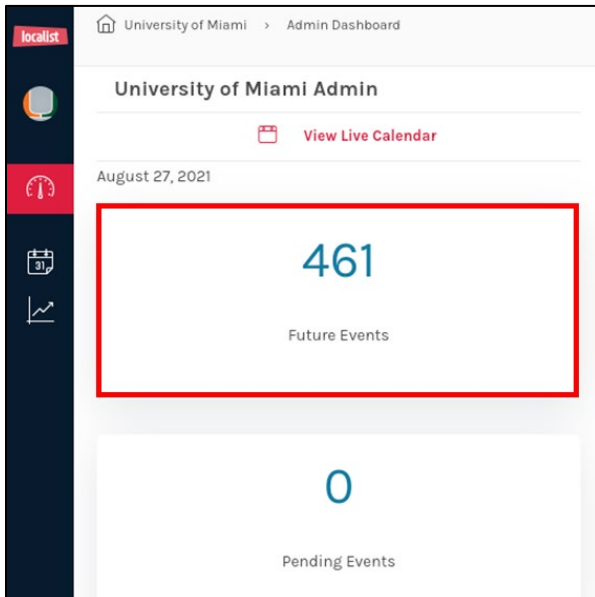 localist
University of Miami > Admin Dashboard
University of Miami Admin
View Live Calendar
August 27, 2021
31
461
Future Events
0
Pending Events